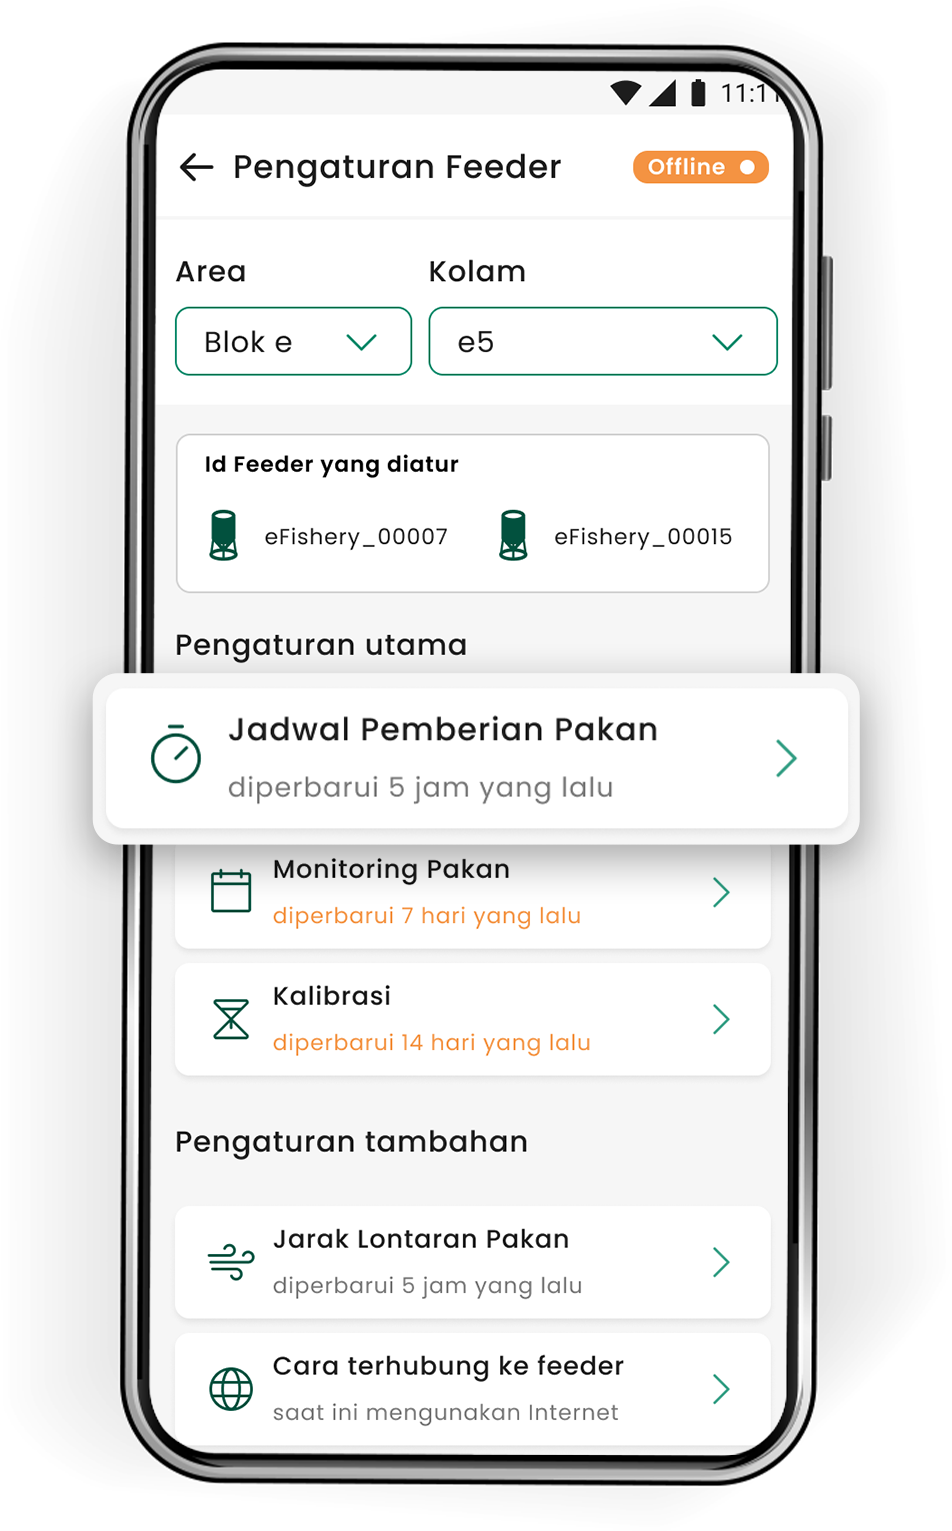 11:11
Pengaturan Feeder
Offline
Area
Kolam
Blok e
e5
Id Feeder yang diatur
eFishery_00007
eFishery_00015
Pengaturan utama
Jadwal Pemberian Pakan
diperbarui 5 jam yang lalu
Monitoring Pakan
diperbarui 7 hari yang lalu
Kalibrasi
diperbarui 14 hari yang lalu
Pengaturan tambahan
Jarak Lontaran Pakan
diperbarui 5 jam yang lalu
Cara terhubung ke feeder
saat ini mengunakan Internet